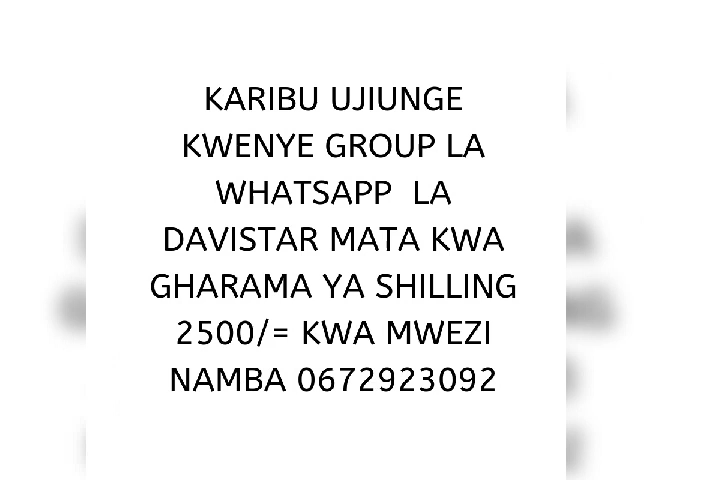 KARIBU UJIUNGE
KWENYE GROUP LA
WHATSAPP LA
DAVISTAR MATA KWA
GHARAMA YA SHILLING
2500/= KWA MWEZI
NAMBA 0672923092